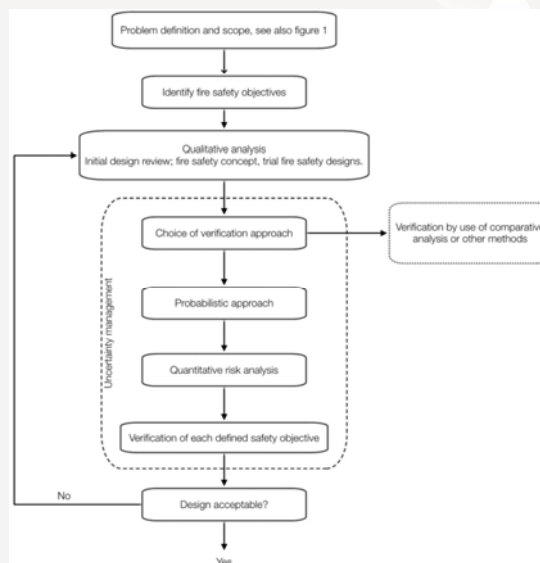 Problem definition and scope, see also figure 1
Identify fire safety objectives
Qualitative analysis
Initial design review; fire safety concept, trial fire safety designs.
Choice of verification approach
Verification by use of comparative
analysis or other methods
Probabilistic approach
Uncertainty management
Quantitative risk analysis
Verification of each defined safety objective
No
Design acceptable?
Yes